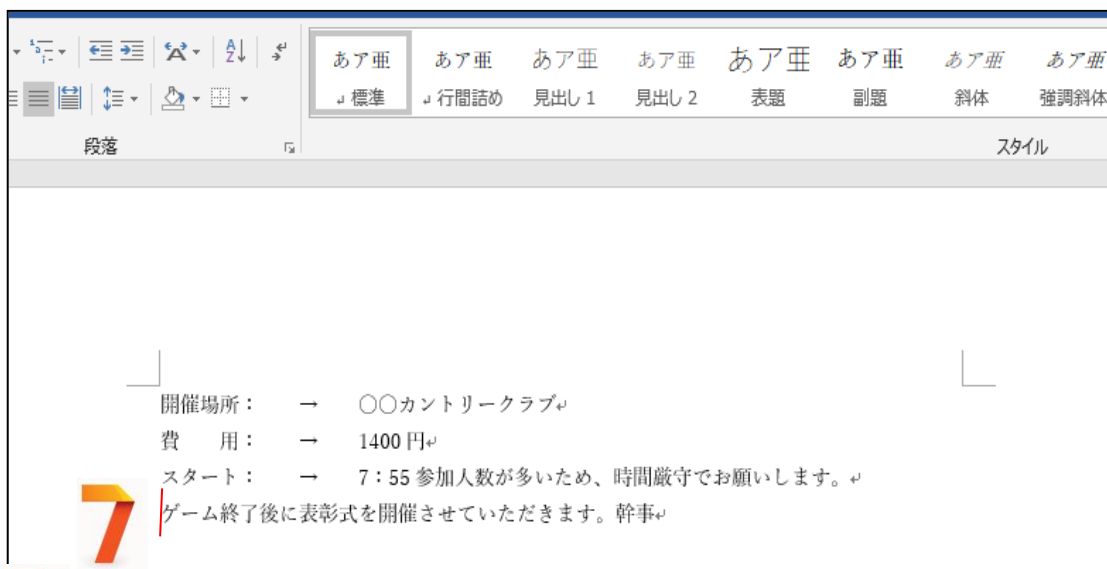 あア亜 あア亜 あア亜 あア亜 あア亜 あア亜 あア亜 あア亜
↲ 標準 ↲ 行間詰め 見出し 1 見出し 2 表題 副題 斜体 強調斜体
段落 スタイル
開催場所： → 〇〇カントリークラブ↵
費　　用： → 1400 円↵
スタート： → 7：55 参加人数が多いため、時間厳守でお願いします。↵
ゲーム終了後に表彰式を開催させていただきます。幹事↵
7